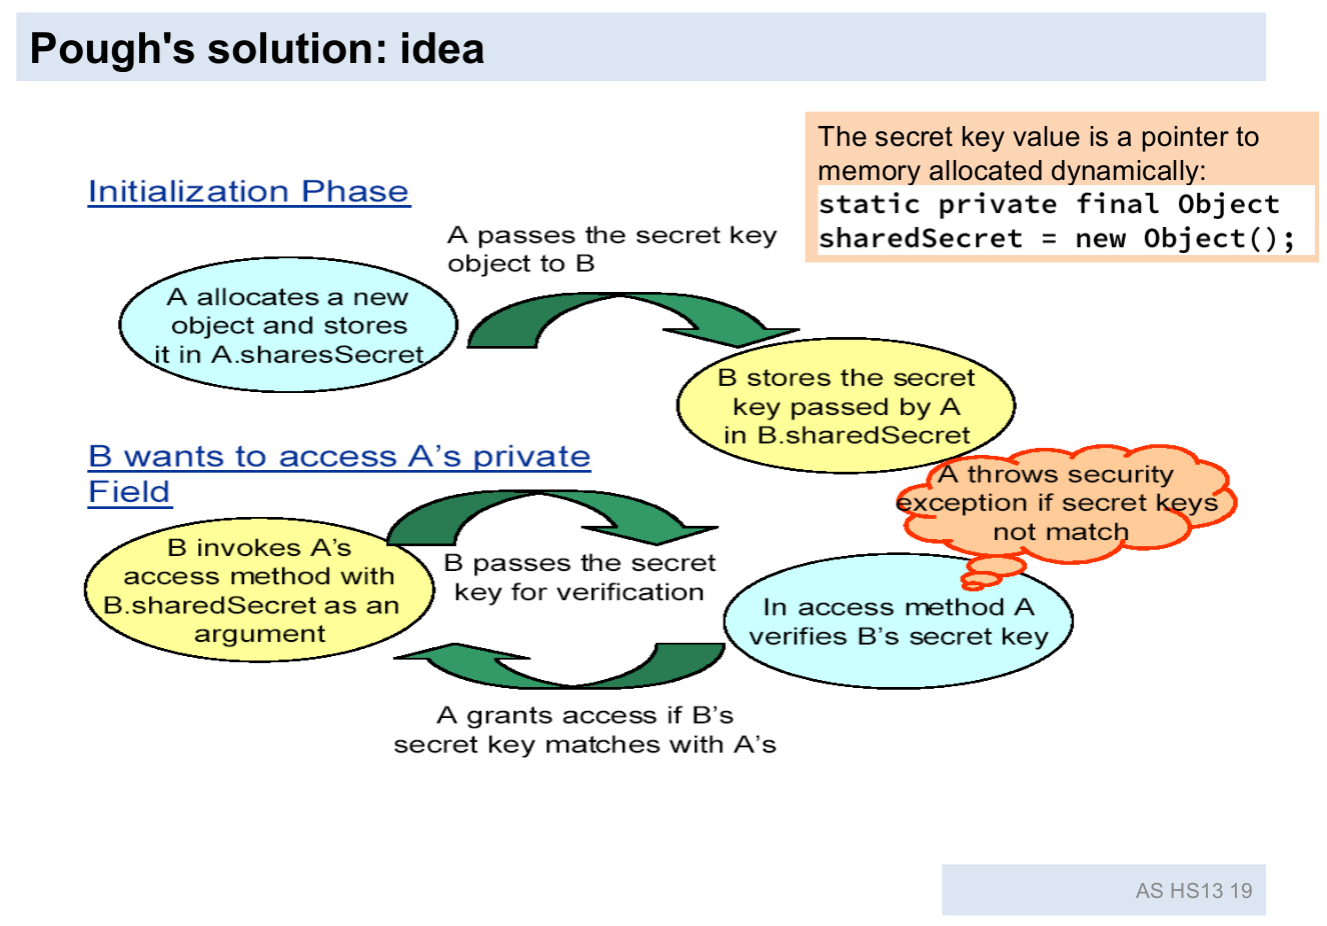 Pough's solution: idea
The secret key value is a pointer to
memory allocated dynamically:
static private final Object
sharedSecret = new Object();
Initialization Phase
A passes the secret key
object to B
A allocates a new
object and stores
it in A.sharesSecret
B stores the secret
key passed by A
in B.sharedSecret
B wants to access A’s private
Field
A throws security
exception if secret keys
not match
B invokes A’s
access method with
B.sharedSecret as an
argument
B passes the secret
key for verification
In access method A
verifies B’s secret key
A grants access if B’s
secret key matches with A’s
AS HS13 19